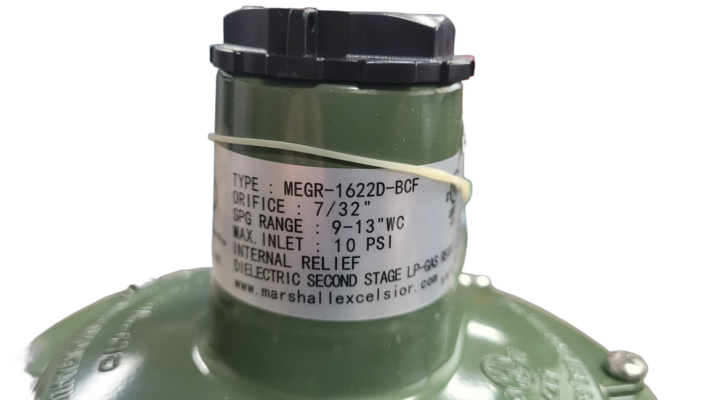 TYPE : MEGR-1622D-BCF
ORIFICE : 7/32"
SPG RANGE : 9-13"WC
MAX. INLET : 10 PSI
INTERNAL RELIEF
DIELECTRIC SECOND STAGE LP-GAS
www.marshallexcelsior.com